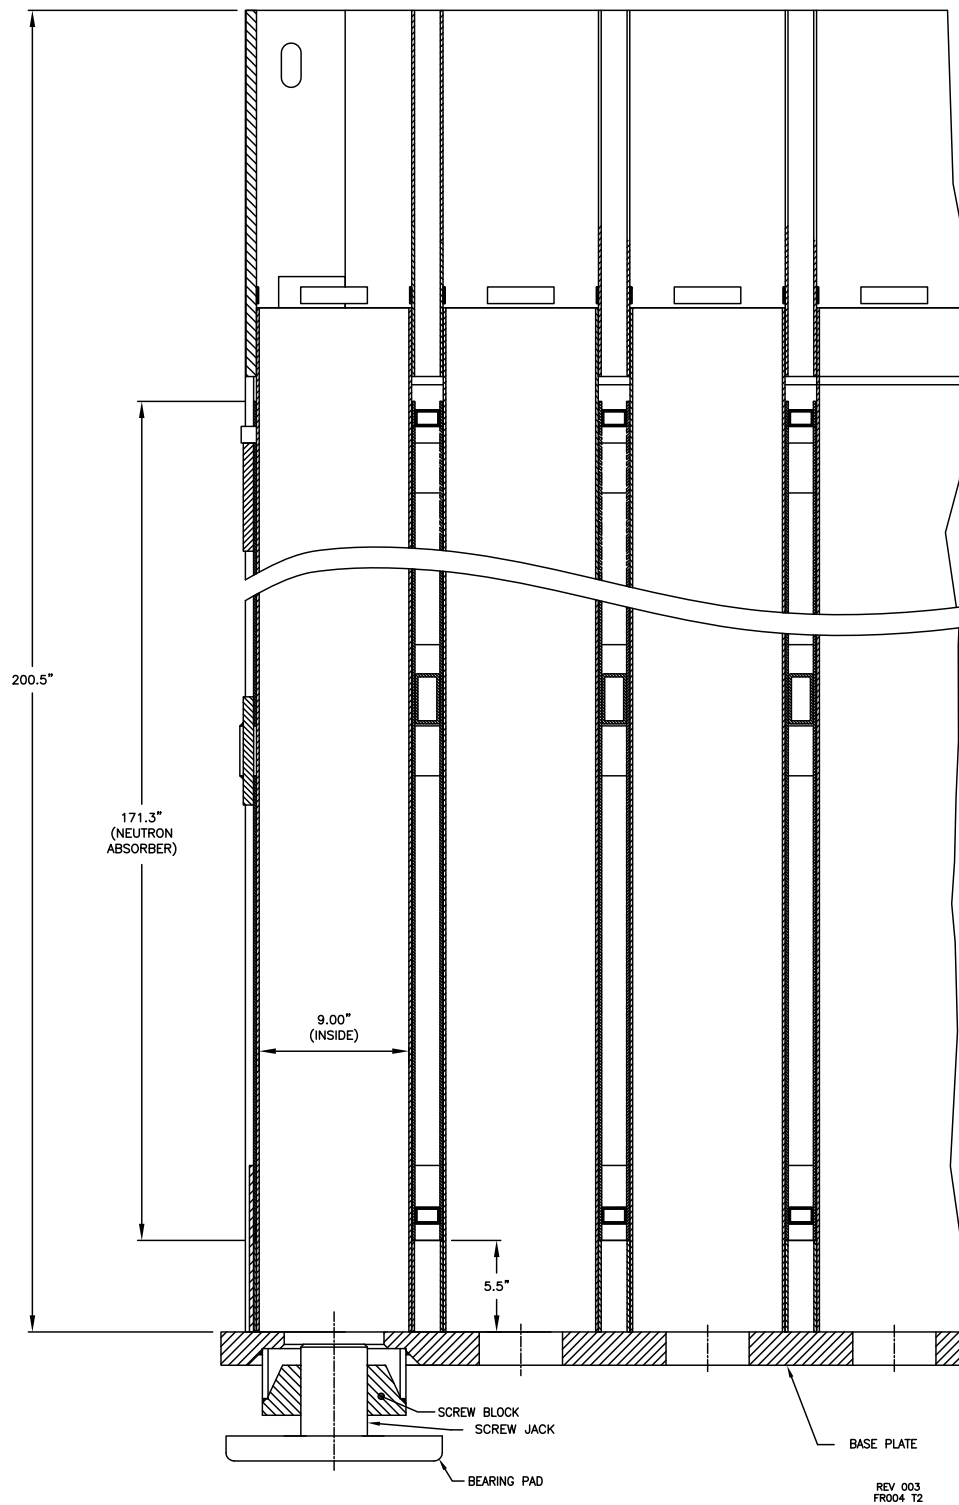 200.5”
171.3”
(NEUTRON
ABSORBER)
9.00”
(INSIDE)
5.5”
SCREW BLOCK
SCREW JACK
BASE PLATE
BEARING PAD
REV 003
FR004 T2